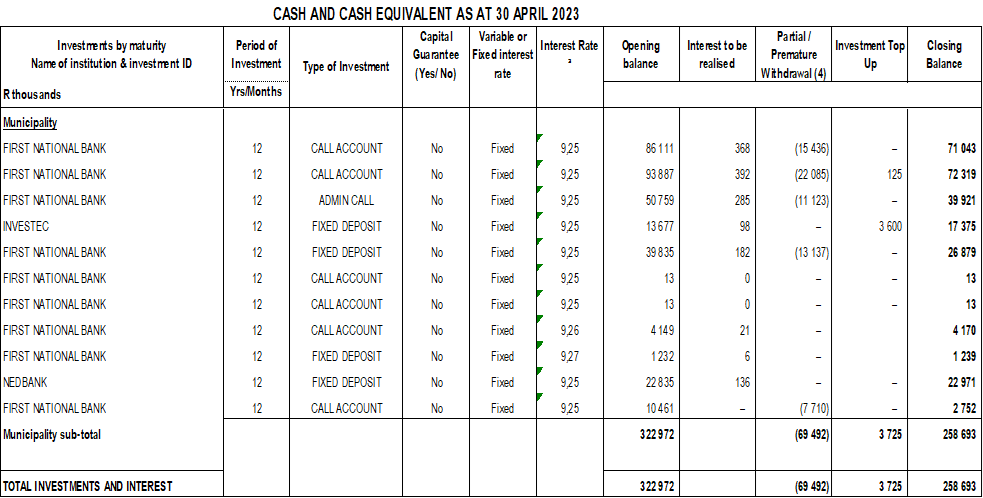 CASH AND CASH EQUIVALENT AS AT 30 APRIL 2023
Investments by maturity Name of institution & investment ID | Period of Investment | Type of Investment | Capital Guarantee (Yes/ No) | Variable or Fixed interest rate | Interest Rate ³ | Opening balance | Interest to be realised | Partial / Premature Withdrawal (4) | Investment Top Up | Closing Balance
R thousands | Yrs/Months
Municipality
FIRST NATIONAL BANK 12 CALL ACCOUNT No Fixed 9,25 86 111 368 (15 436) – 71 043
FIRST NATIONAL BANK 12 CALL ACCOUNT No Fixed 9,25 93 887 392 (22 085) 125 72 319
FIRST NATIONAL BANK 12 ADMIN CALL No Fixed 9,25 50 759 285 (11 123) – 39 921
INVESTEC 12 FIXED DEPOSIT No Fixed 9,25 13 677 98 – 3 600 17 375
FIRST NATIONAL BANK 12 FIXED DEPOSIT No Fixed 9,25 39 835 182 (13 137) – 26 879
FIRST NATIONAL BANK 12 CALL ACCOUNT No Fixed 9,25 13 0 – – 13
FIRST NATIONAL BANK 12 CALL ACCOUNT No Fixed 9,25 13 0 – – 13
FIRST NATIONAL BANK 12 CALL ACCOUNT No Fixed 9,26 4 149 21 – 4 170
FIRST NATIONAL BANK 12 FIXED DEPOSIT No Fixed 9,27 1 232 6 – 1 239
NEDBANK 12 FIXED DEPOSIT No Fixed 9,25 22 835 136 – – 22 971
FIRST NATIONAL BANK 12 CALL ACCOUNT No Fixed 9,25 10 461 – (7 710) – 2 752
Municipality sub-total 322 972 (69 492) 3 725 258 693
TOTAL INVESTMENTS AND INTEREST 322 972 (69 492) 3 725 258 693